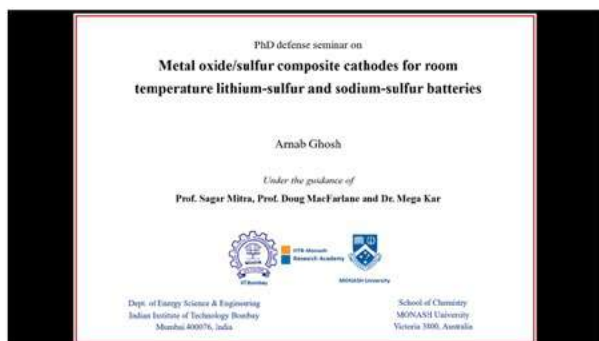 PhD defense seminar on
Metal oxide/sulfur composite cathodes for room
temperature lithium-sulfur and sodium-sulfur batteries
Arnab Ghosh
Under the guidance of
Prof. Sagar Mitra, Prof. Doug MacFarlane and Dr. Mega Kar
IITB-Monash
Research Academy
IIT Bombay
MONASH University
Dept. of Energy Science & Engineering
Indian Institute of Technology Bombay
Mumbai 400076, India
School of Chemistry
MONASH University
Victoria 3800, Australia